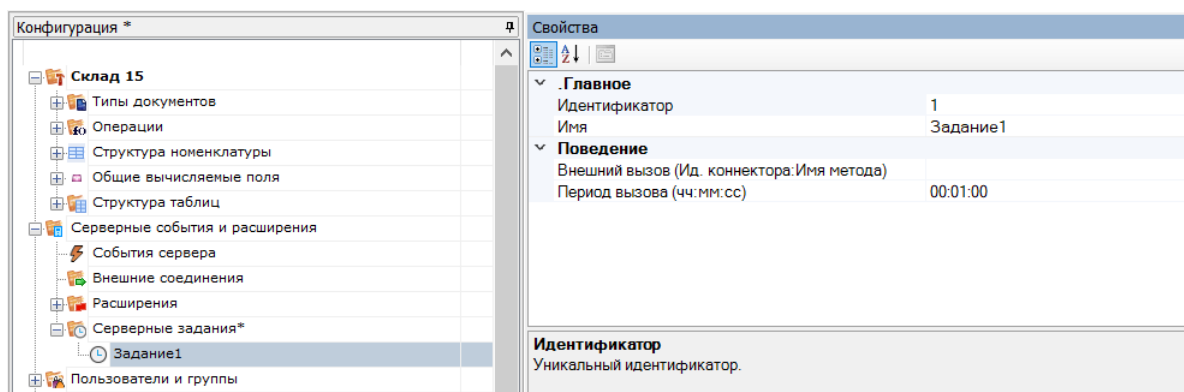 Конфигурация *
Склад 15
Типы документов
Операции
Структура номенклатуры
Общие вычисляемые поля
Структура таблиц
Серверные события и расширения
События сервера
Внешние соединения
Расширения
Серверные задания*
Задание1
Пользователи и группы
Свойства
.Главное
Идентификатор 1
Имя Задание1
Поведение
Внешний вызов (Ид. коннектора:Имя метода)
Период вызова (чч:мм:сс) 00:01:00
Идентификатор
Уникальный идентификатор.